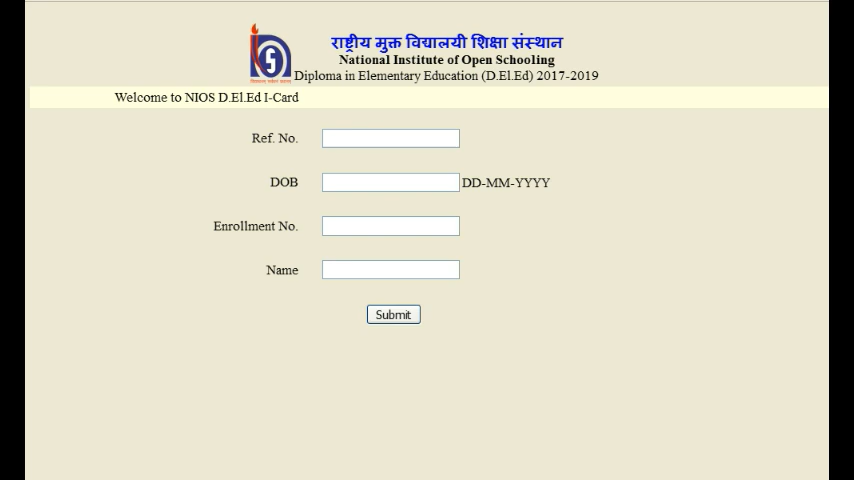 राष्ट्रीय मुक्त विद्यालयी शिक्षा संस्थान
National Institute of Open Schooling
Diploma in Elementary Education (D.El.Ed) 2017-2019
Welcome to NIOS D.El.Ed I-Card
Ref. No.
DOB DD-MM-YYYY
Enrollment No.
Name
Submit